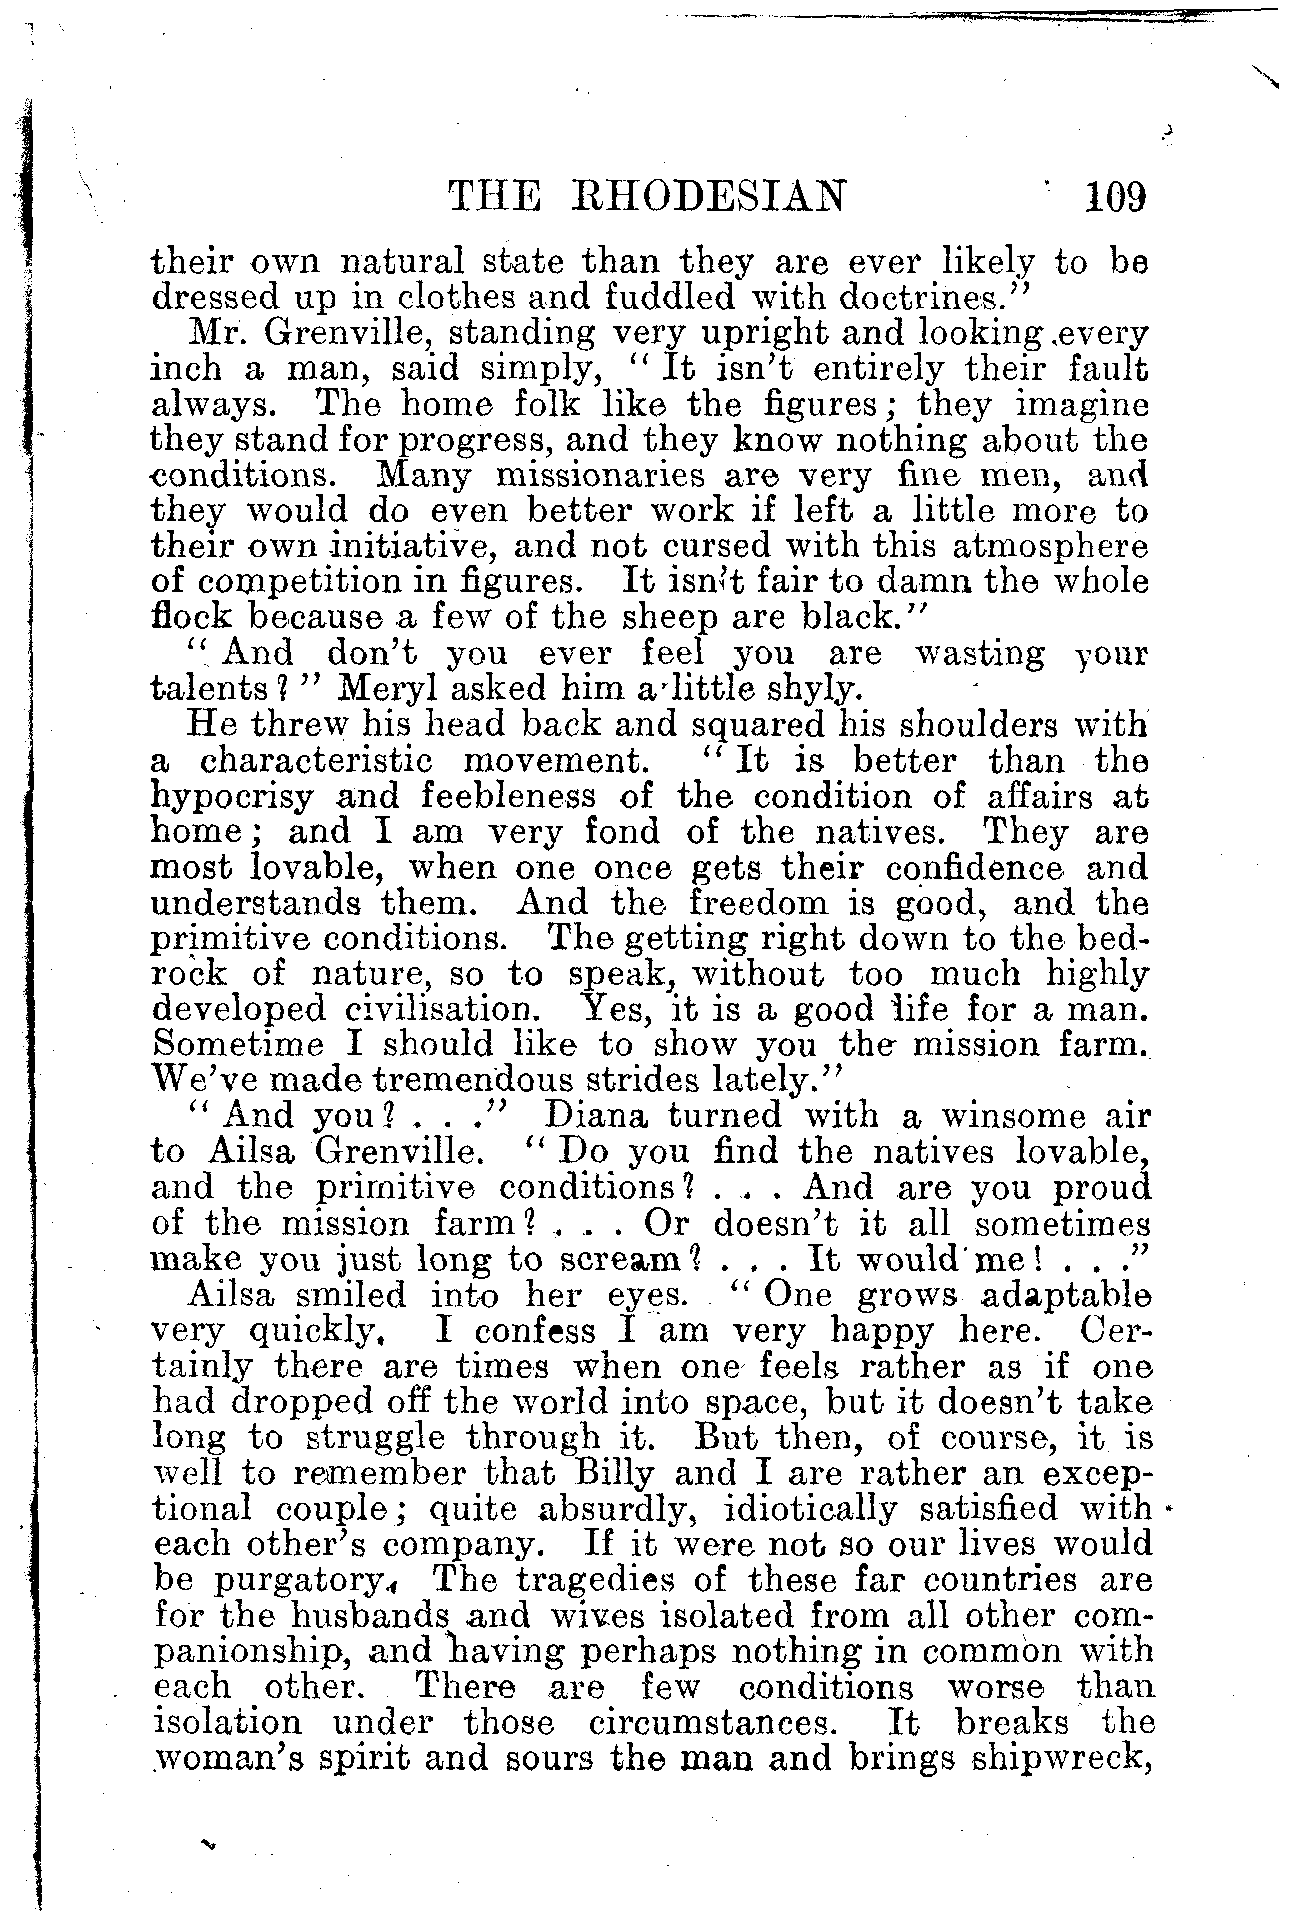 THE RHODESIAN 109
their own natural state than they are ever likely to be
dressed up in clothes and fuddled with doctrines."
Mr. Grenville, standing very upright and looking every
inch a man, said simply, " It isn't entirely their fault
always. The home folk like the figures; they imagine
they stand for progress, and they know nothing about the
conditions. Many missionaries are very fine men, and
they would do even better work if left a little more to
their own initiative, and not cursed with this atmosphere
of competition in figures. It isn't fair to damn the whole
flock because a few of the sheep are black."
" And don't you ever feel you are wasting your
talents? " Meryl asked him a little shyly.
He threw his head back and squared his shoulders with
a characteristic movement. " It is better than the
hypocrisy and feebleness of the condition of affairs at
home; and I am very fond of the natives. They are
most lovable, when one once gets their confidence and
understands them. And the freedom is good, and the
primitive conditions. The getting right down to the bed-
rock of nature, so to speak, without too much highly
developed civilisation. Yes, it is a good life for a man.
Sometime I should like to show you the mission farm.
We've made tremendous strides lately."
" And you? . . ." Diana turned with a winsome air
to Ailsa Grenville. " Do you find the natives lovable,
and the primitive conditions? . . . And are you proud
of the mission farm? . . . Or doesn't it all sometimes
make you just long to scream? . . . It would me! . . ."
Ailsa smiled into her eyes. " One grows adaptable
very quickly. I confess I am very happy here. Cer-
tainly there are times when one feels rather as if one
had dropped off the world into space, but it doesn't take
long to struggle through it. But then, of course, it is
well to remember that Billy and I are rather an excep-
tional couple; quite absurdly, idiotically satisfied with
each other's company. If it were not so our lives would
be purgatory. The tragedies of these far countries are
for the husbands and wives isolated from all other com-
panionship, and having perhaps nothing in common with
each other. There are few conditions worse than
isolation under those circumstances. It breaks the
woman's spirit and sours the man and brings shipwreck,